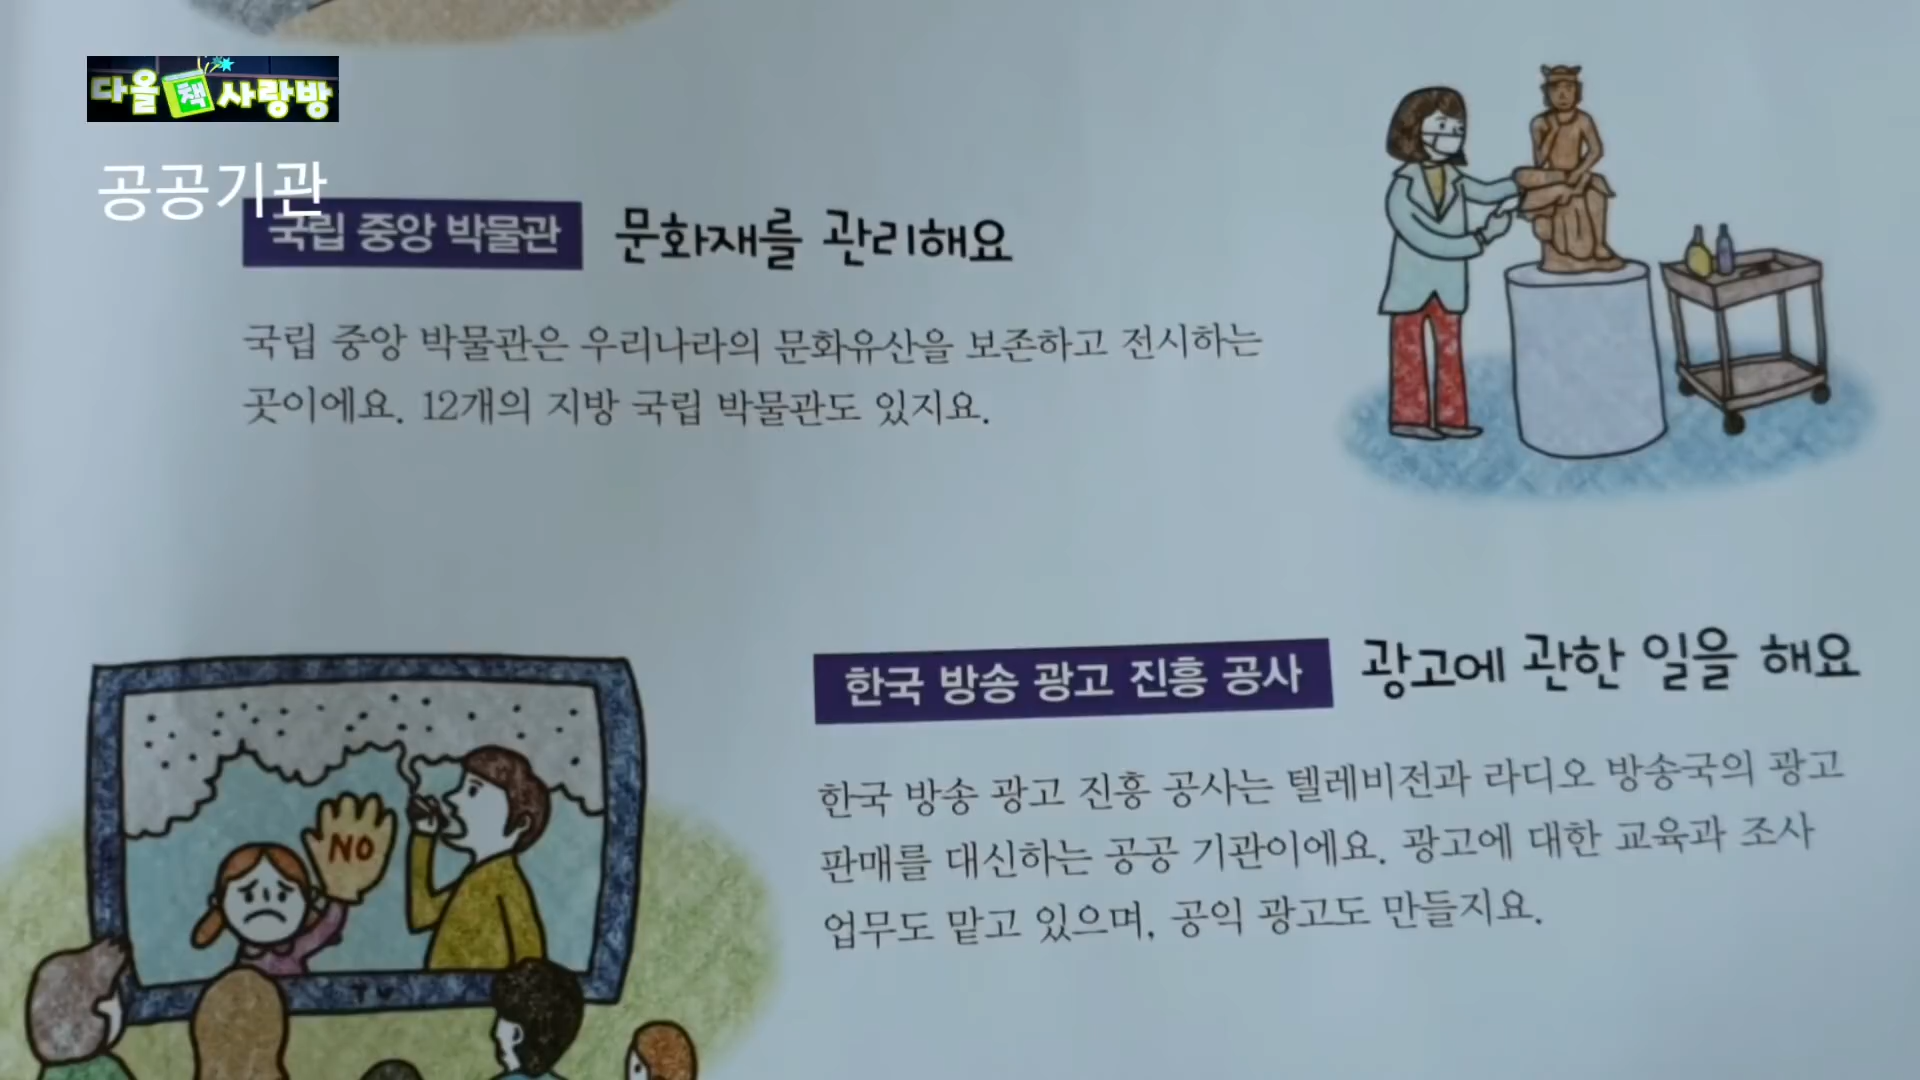 다올 책 사랑방
공공기관
국립 중앙 박물관 문화재를 관리해요
국립 중앙 박물관은 우리나라의 문화유산을 보존하고 전시하는
곳이에요. 12개의 지방 국립 박물관도 있지요.
한국 방송 광고 진흥 공사 광고에 관한 일을 해요
한국 방송 광고 진흥 공사는 텔레비전과 라디오 방송국의 광고
판매를 대신하는 공공 기관이에요. 광고에 대한 교육과 조사
업무도 맡고 있으며, 공익 광고도 만들지요.
NO
TV